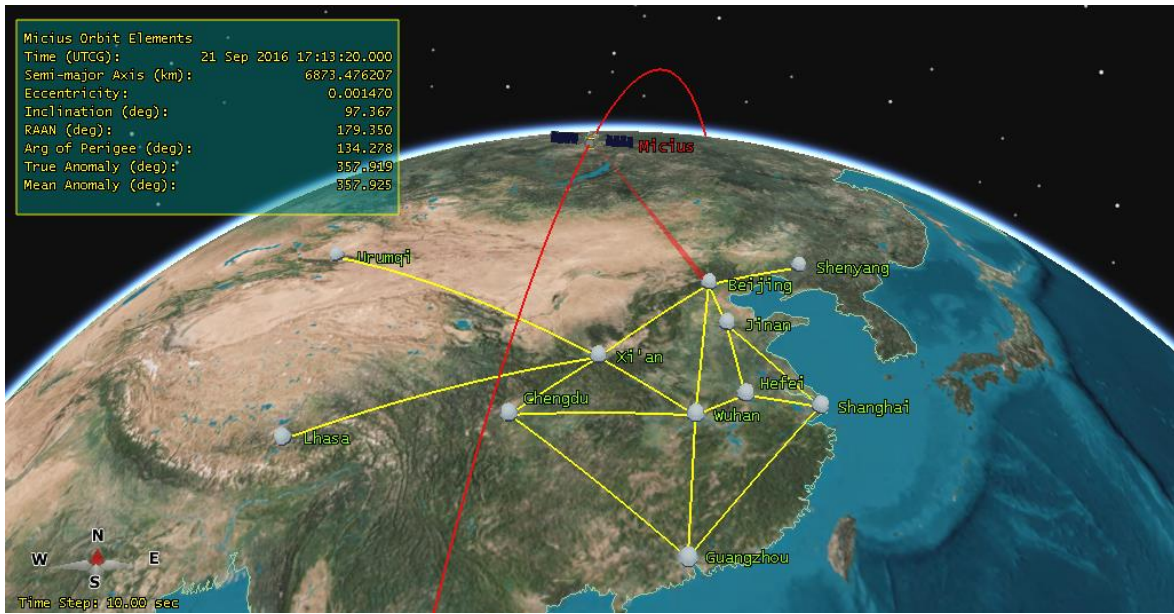 Micius Orbit Elements
Time (UTCG): 21 Sep 2016 17:13:20.000
Semi-major Axis (km): 6873.476207
Eccentricity: 0.001470
Inclination (deg): 97.367
RAAN (deg): 179.350
Arg of Perigee (deg): 134.278
True Anomaly (deg): 357.919
Mean Anomaly (deg): 357.925
Micius
Urumqi
Shenyang
Beijing
Jinan
Xi'an
Hefei
Chengdu
Shanghai
Wuhan
Lhasa
Guangzhou
N
W E
S
Time Step: 10.00 sec